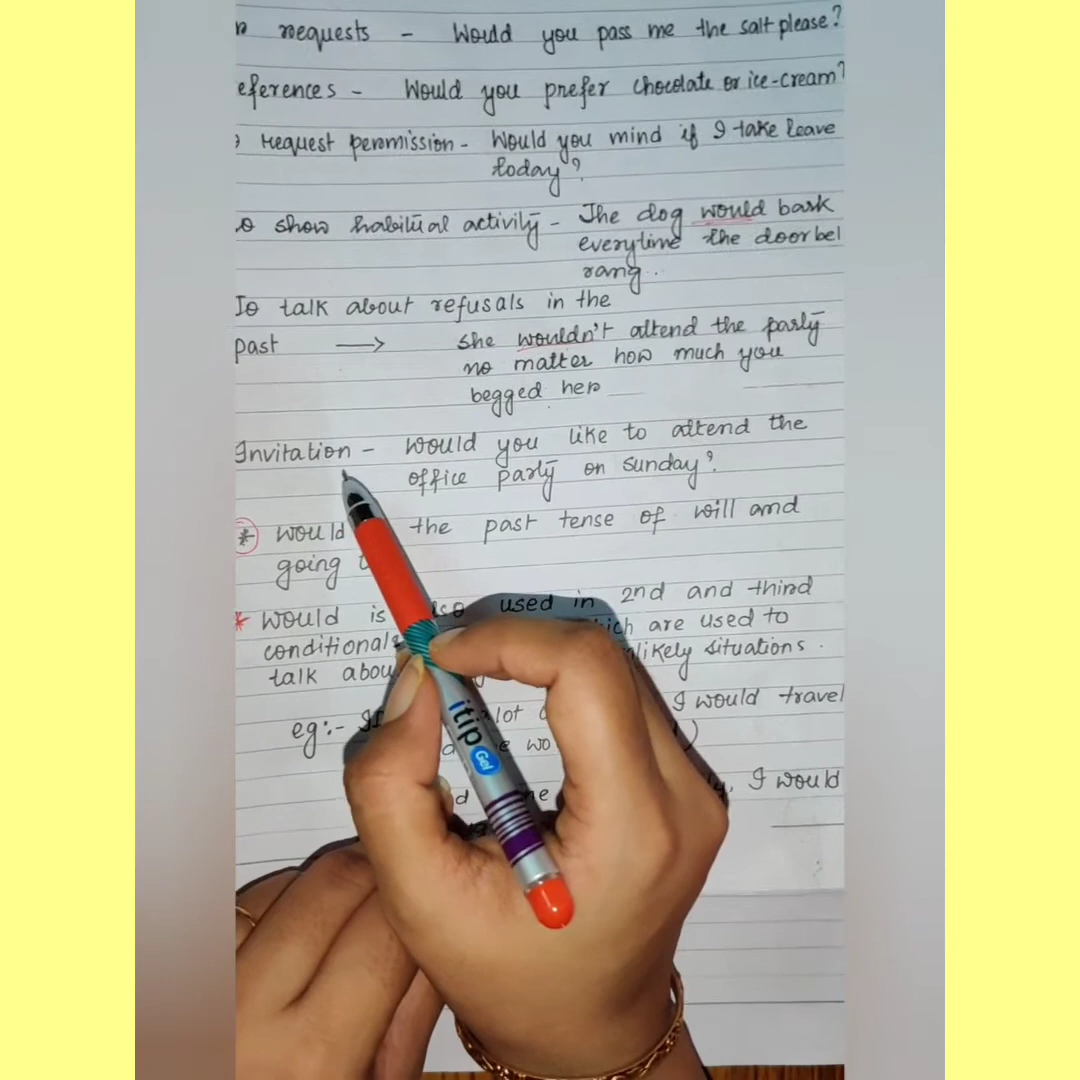 requests - Would you pass me the salt please?
eferences - Would you prefer chocolate or ice-cream?
request permission - Would you mind if I take leave
today?
o show habitual activity - The dog would bark
everytime the doorbel
rang..
To talk about refusals in the
past → She wouldn't attend the party
no matter how much you
begged her
Invitation - Would you like to attend the
office party on Sunday?
* Would the past tense of will and
going
* Would is used in 2nd and third
conditional which are used to
talk abou likely situations.
eg:- lot I would travel
wo
I would
itip
Gel